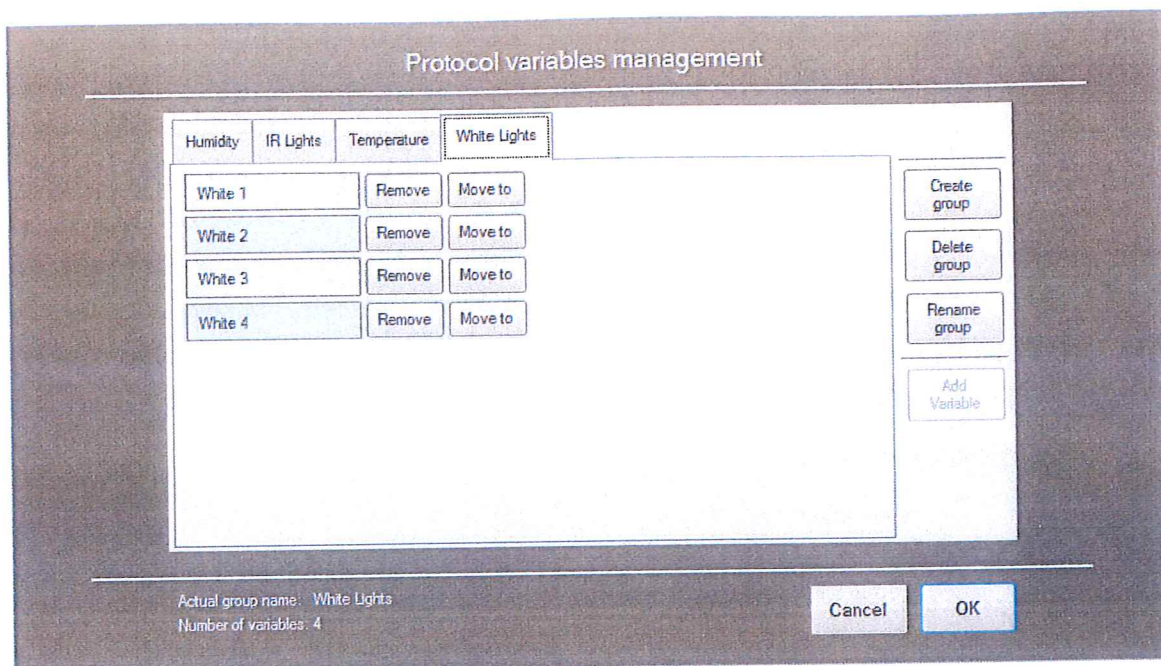 Protocol variables management
Humidity
IR Lights
Temperature
White Lights
White 1
Remove
Move to
White 2
Remove
Move to
White 3
Remove
Move to
White 4
Remove
Move to
Create
group
Delete
group
Rename
group
Add
Variable
Actual group name: White Lights
Number of variables: 4
Cancel
OK